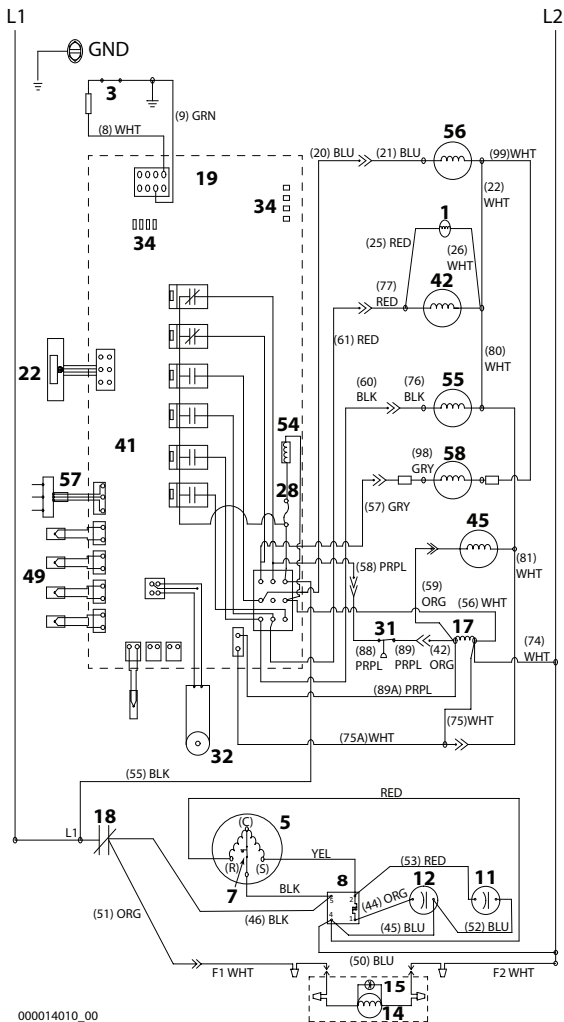 L1
L2
GND
3
(9) GRN
(8) WHT
19
34
34
(20) BLU
(21) BLU
56
(99)WHT
(22)
WHT
1
(25) RED
(26)
WHT
(77)
RED
42
(61) RED
(80)
WHT
22
(60)
BLK
(76)
BLK
55
41
54
(98)
GRY
58
57
28
(57) GRY
45
49
(58) PRPL
(59)
ORG
(81)
WHT
(56) WHT
31
17
(88)
PRPL
(89)
PRPL
(42)
ORG
(74)
WHT
(89A) PRPL
(75)WHT
32
(75A)WHT
(55) BLK
RED
18
L1
5
(C)
(R)
(S)
YEL
7
BLK
8
5
2
4
1
(53) RED
12
11
(44) ORG
(51) ORG
(46) BLK
(45) BLU
(52) BLU
(50) BLU
F1 WHT
F2 WHT
15
14
000014010_00